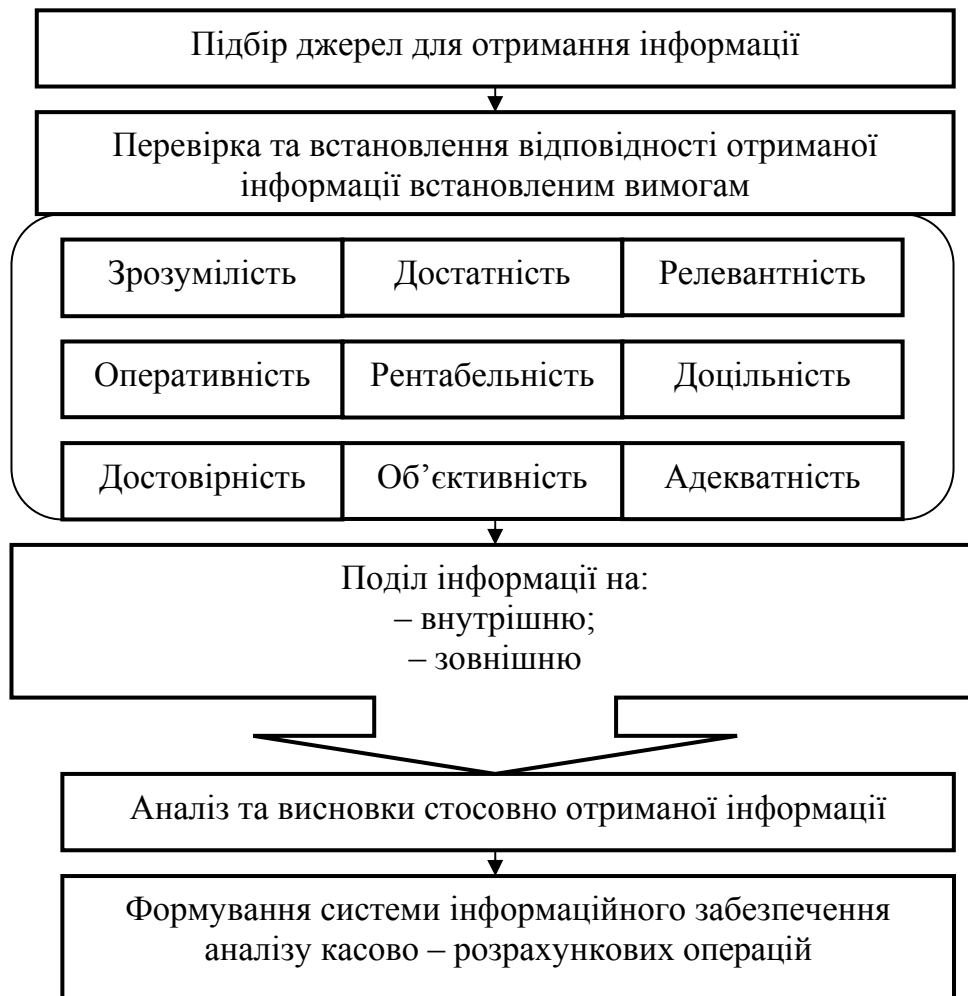 Підбір джерел для отримання інформації
Перевірка та встановлення відповідності отриманої
інформації встановленим вимогам
Зрозумілість
Достатність
Релевантність
Оперативність
Рентабельність
Доцільність
Достовірність
Об’єктивність
Адекватність
Поділ інформації на:
– внутрішню;
– зовнішню
Аналіз та висновки стосовно отриманої інформації
Формування системи інформаційного забезпечення
аналізу касово – розрахункових операцій